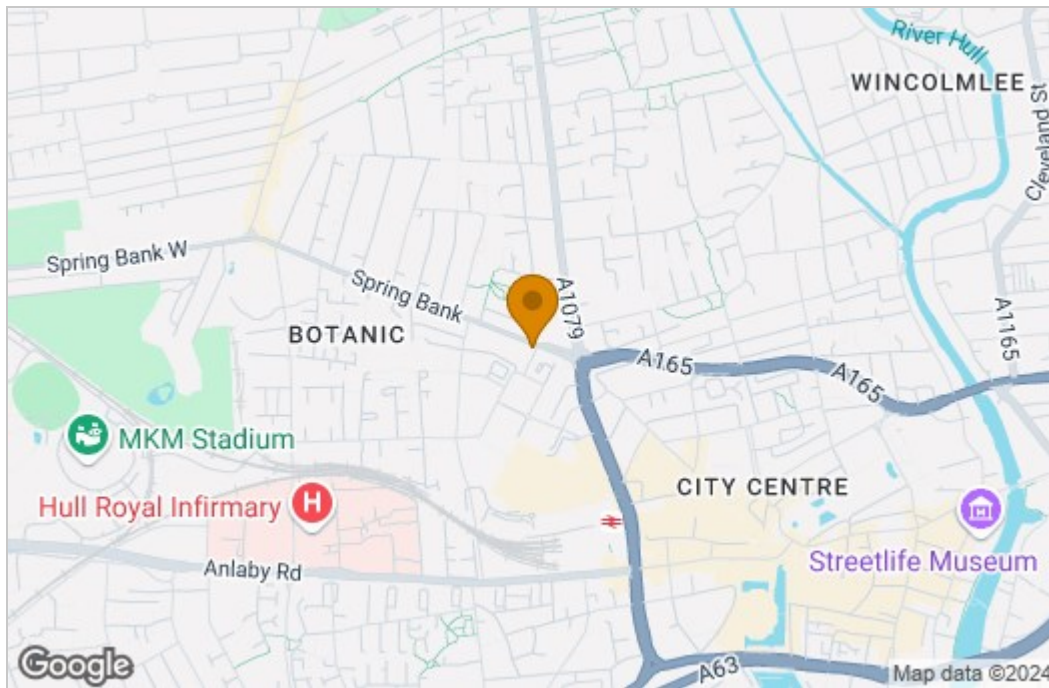 River Hull
WINCOLMLEE
Cleveland St
Spring Bank W
Spring Bank
A1079
BOTANIC
A1165
A165
A165
MKM Stadium
CITY CENTRE
Hull Royal Infirmary
H
Streetlife Museum
Anlaby Rd
A63
Google
Map data ©2024